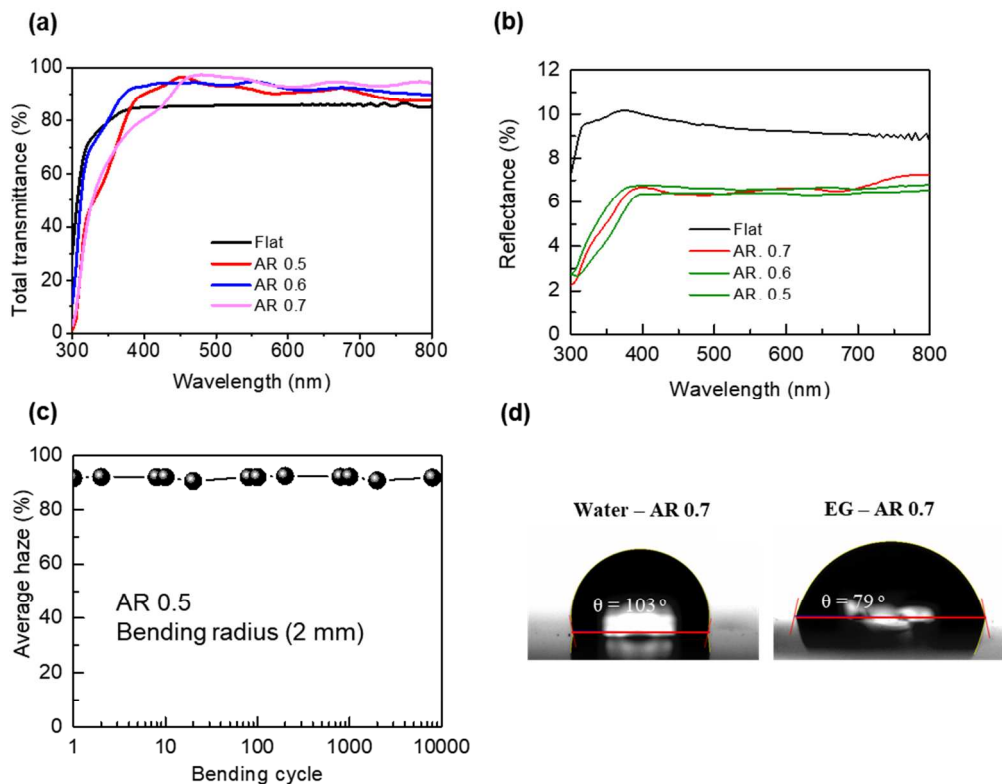 (a)
100
80
60
40
20
0
300 400 500 600 700 800
Total transmittance (%)
Wavelength (nm)
Flat
AR 0.5
AR 0.6
AR 0.7
(b)
12
10
8
6
4
2
0
300 400 500 600 700 800
Reflectance (%)
Wavelength (nm)
Flat
AR. 0.7
AR. 0.6
AR. 0.5
(c)
100
80
60
40
20
0
1 10 100 1000 10000
Average haze (%)
Bending cycle
AR 0.5
Bending radius (2 mm)
(d)
Water – AR 0.7
θ = 103 º
EG – AR 0.7
θ = 79 º